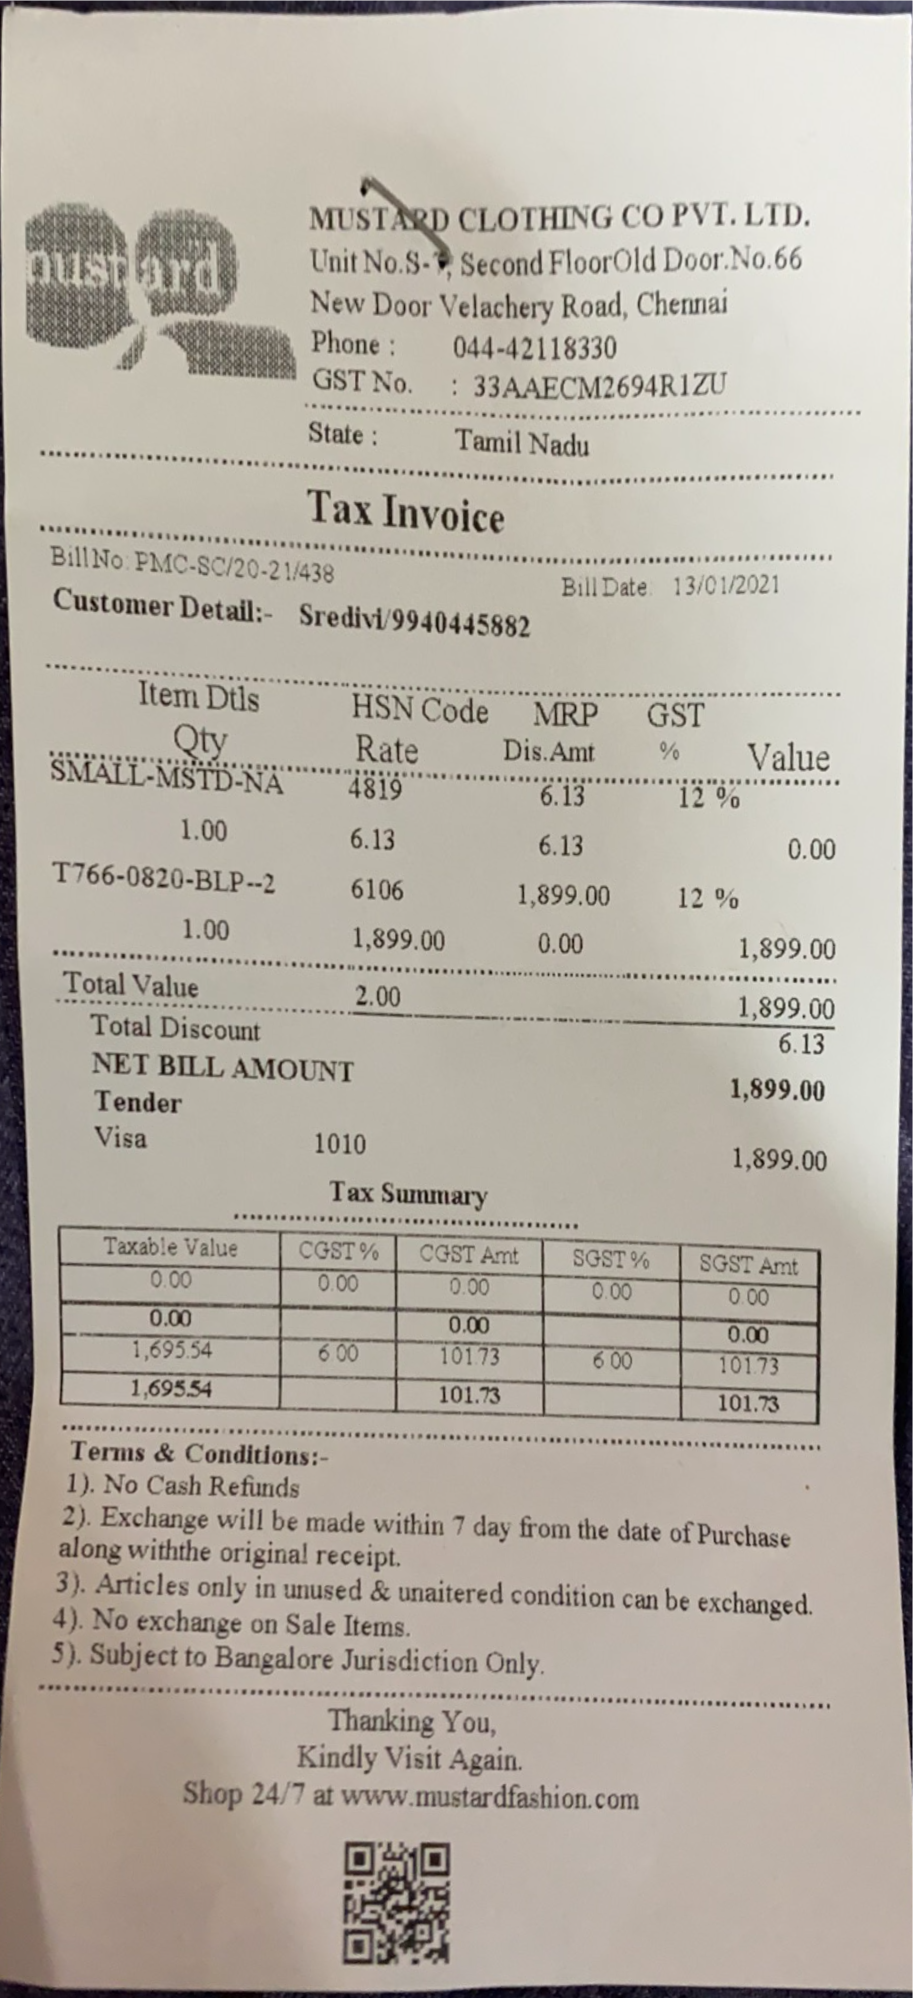 mustard
MUSTARD CLOTHING CO PVT. LTD.
Unit No.S- , Second FloorOld Door.No.66
New Door Velachery Road, Chennai
Phone : 044-42118330
GST No. : 33AAECM2694R1ZU
State : Tamil Nadu
Tax Invoice
Bill No: PMC-SC/20-21/438 Bill Date: 13/01/2021
Customer Detail:- Sredivi/9940445882
Item Dtls HSN Code MRP GST
Qty Rate Dis.Amt % Value
SMALL-MSTD-NA 4819 6.13 12 %
1.00 6.13 6.13 0.00
T766-0820-BLP--2 6106 1,899.00 12 %
1.00 1,899.00 0.00 1,899.00
Total Value 2.00 1,899.00
Total Discount 6.13
NET BILL AMOUNT 1,899.00
Tender
Visa 1010 1,899.00
Tax Summary
Taxable Value CGST % CGST Amt SGST % SGST Amt
0.00 0.00 0.00 0.00 0.00
0.00 0.00 0.00
1,695.54 6.00 101.73 6.00 101.73
1,695.54 101.73 101.73
Terms & Conditions:-
1). No Cash Refunds
2). Exchange will be made within 7 day from the date of Purchase
along withthe original receipt.
3). Articles only in unused & unaitered condition can be exchanged.
4). No exchange on Sale Items.
5). Subject to Bangalore Jurisdiction Only.
Thanking You,
Kindly Visit Again.
Shop 24/7 at www.mustardfashion.com